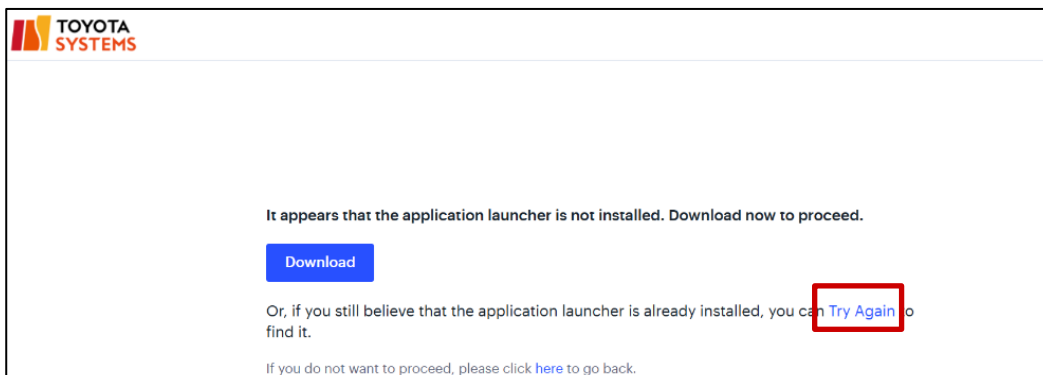 TOYOTA
SYSTEMS
It appears that the application launcher is not installed. Download now to proceed.
Download
Or, if you still believe that the application launcher is already installed, you can Try Again to
find it.
If you do not want to proceed, please click here to go back.